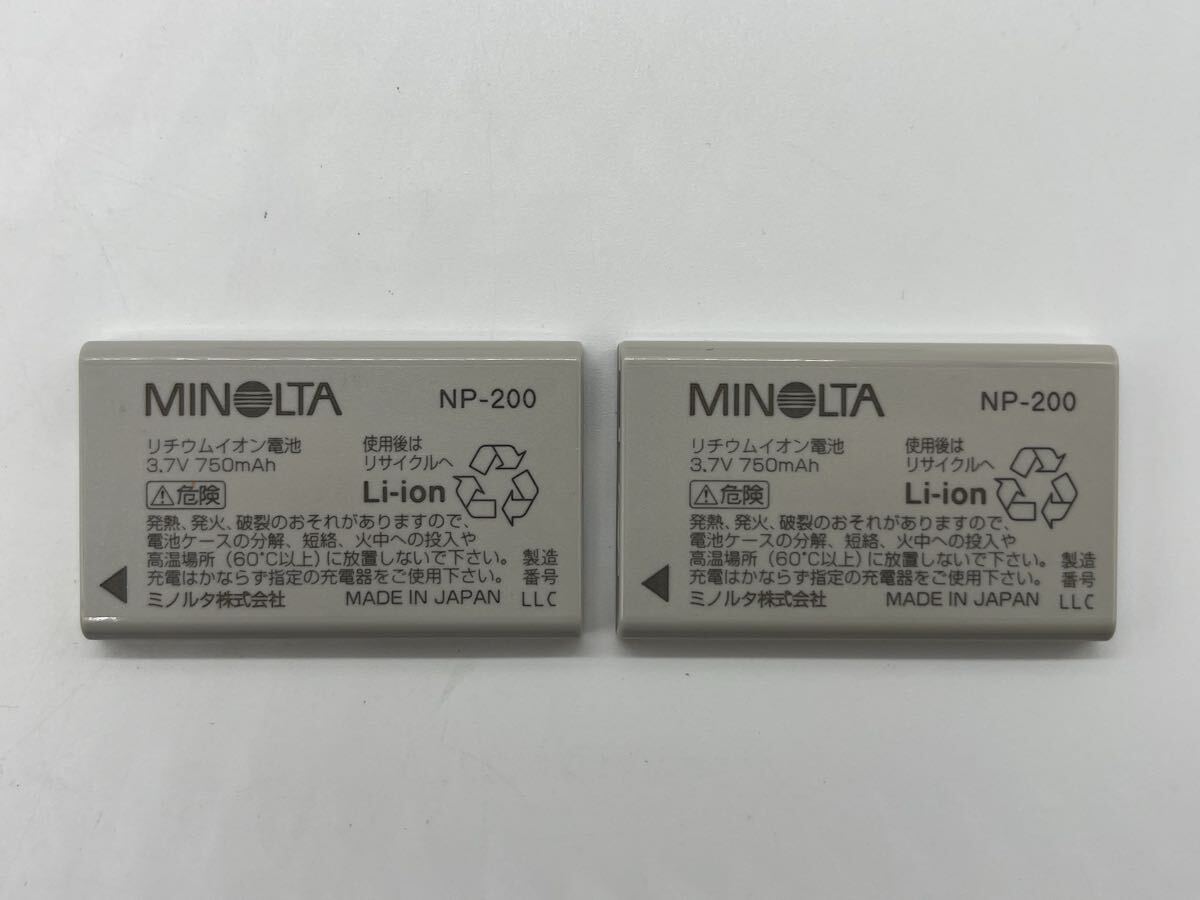 MINOLTA NP-200
リチウムイオン電池 使用後は
3.7V 750mAh リサイクルへ
⚠危険 Li-ion
発熱、発火、破裂のおそれがありますので、
電池ケースの分解、短絡、火中への投入や
高温場所(60°C以上)に放置しないで下さい。 製造
充電はかならず指定の充電器をご使用下さい。 番号
ミノルタ株式会社 MADE IN JAPAN LLC
MINOLTA NP-200
リチウムイオン電池 使用後は
3.7V 750mAh リサイクルへ
⚠危険 Li-ion
発熱、発火、破裂のおそれがありますので、
電池ケースの分解、短絡、火中への投入や
高温場所(60°C以上)に放置しないで下さい。 製造
充電はかならず指定の充電器をご使用下さい。 番号
ミノルタ株式会社 MADE IN JAPAN LLC